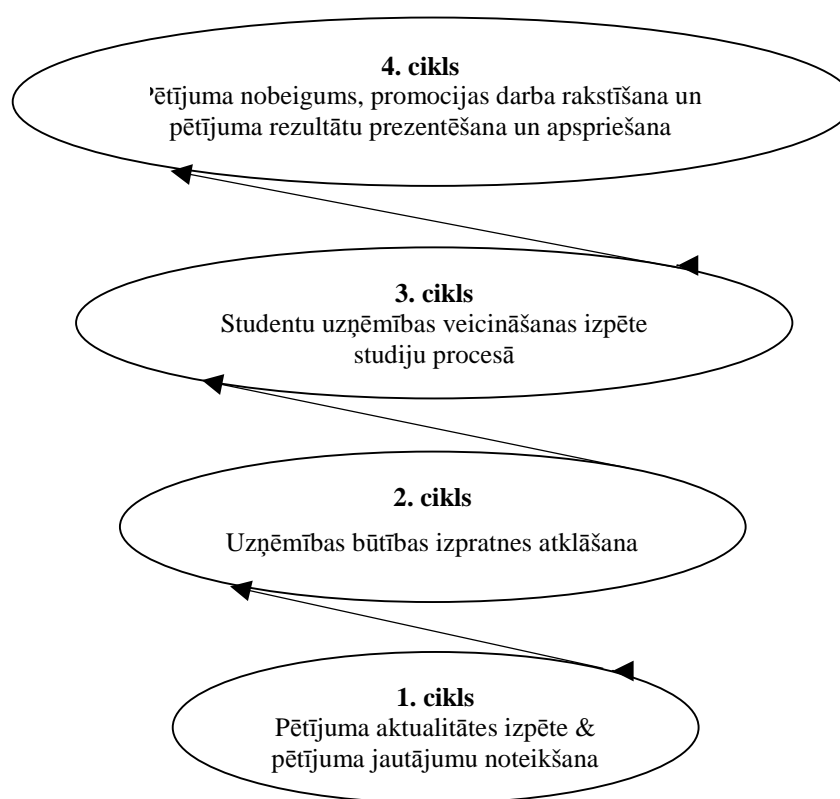 4. cikls
ētījuma nobeigums, promocijas darba rakstīšana un
pētījuma rezultātu prezentēšana un apspriešana
3. cikls
Studentu uzņēmības veicināšanas izpēte
studiju procesā
2. cikls
Uzņēmības būtības izpratnes atklāšana
1. cikls
Pētījuma aktualitātes izpēte &
pētījuma jautājumu noteikšana